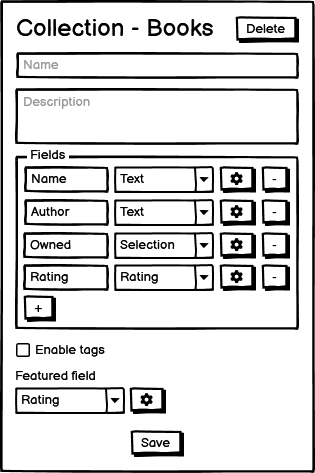 Collection - Books
Delete
Name
Description
Fields
Name Text -
Author Text -
Owned Selection -
Rating Rating -
+
Enable tags
Featured field
Rating
Save